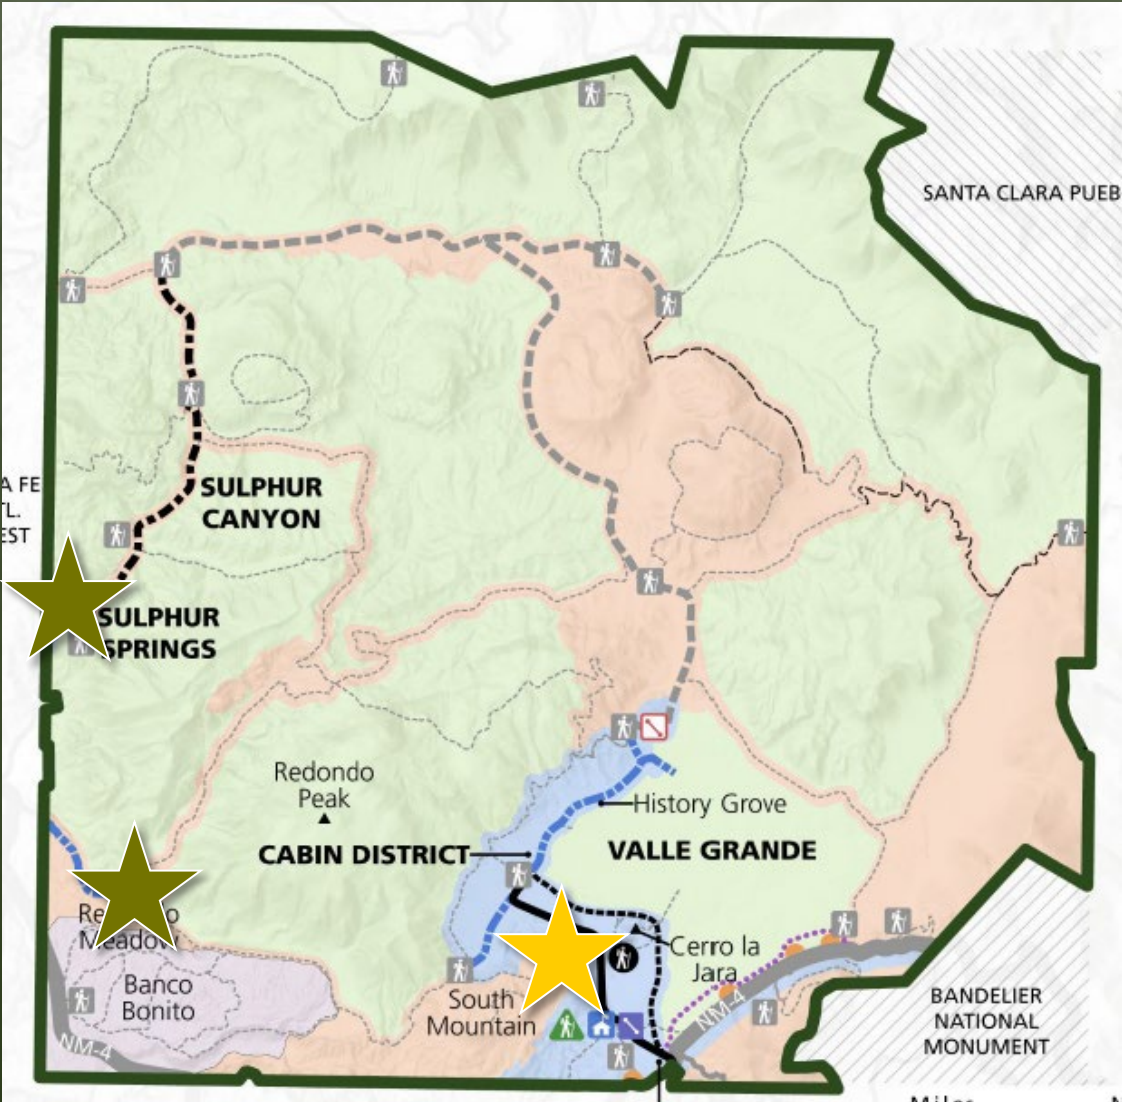 SANTA CLARA PUEB
A FE
TL.
EST
SULPHUR
CANYON
SULPHUR
SPRINGS
Redondo
Peak
History Grove
CABIN DISTRICT
VALLE GRANDE
Meadow
Cerro la
Jara
Banco
Bonito
South
Mountain
NM-4
NM-4
BANDELIER
NATIONAL
MONUMENT